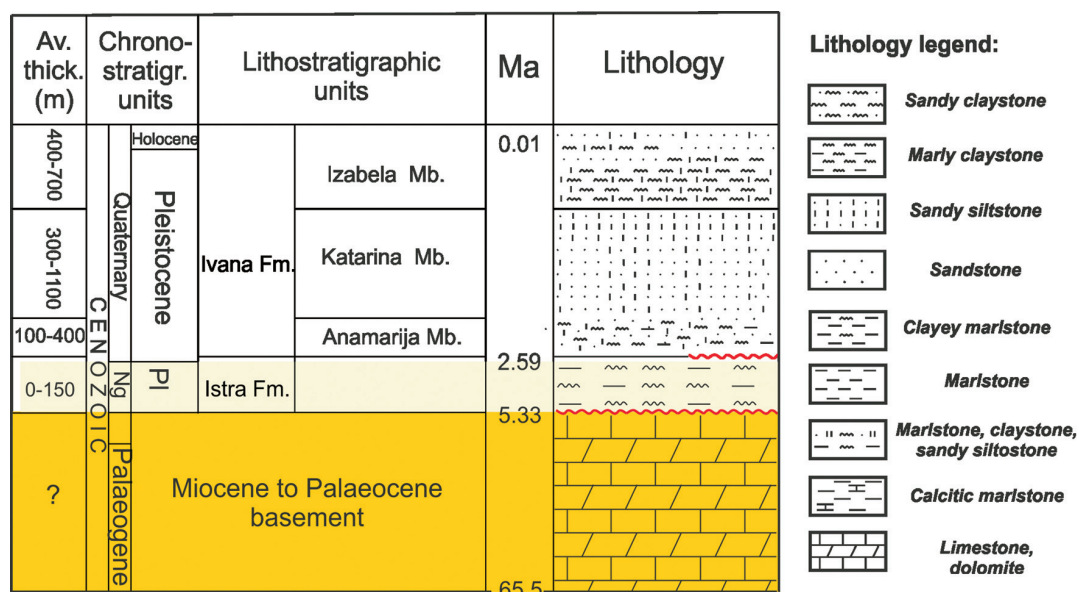 Av.
thick.
(m)
Chrono-
stratigr.
units
Lithostratigraphic
units
Ma
Lithology
400-700
300-1100
100-400
0-150
?
CENOZOIC
Quaternary
Ng
Palaeogene
Holocene
Pleistocene
Pl
Ivana Fm.
Istra Fm.
Izabela Mb.
Katarina Mb.
Anamarija Mb.
Miocene to Palaeocene
basement
0.01
2.59
5.33
65.5
Lithology legend:
Sandy claystone
Marly claystone
Sandy siltstone
Sandstone
Clayey marlstone
Marlstone
Marlstone, claystone,
sandy siltostone
Calcitic marlstone
Limestone,
dolomite